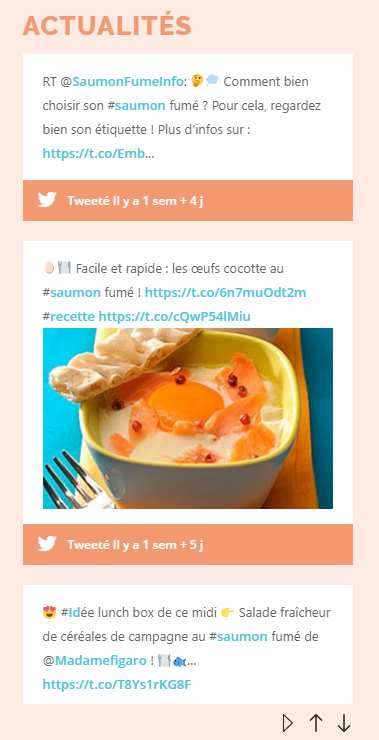 ACTUALITÉS
RT @SaumonFumeInfo: 🤔💭 Comment bien
choisir son #saumon fumé ? Pour cela, regardez
bien son étiquette ! Plus d'infos sur :
https://t.co/Emb...
Tweeté Il y a 1 sem + 4 j
🥚🍽 Facile et rapide : les œufs cocotte au
#saumon fumé ! https://t.co/6n7muOdt2m
#recette https://t.co/cQwP54lMiu
Tweeté Il y a 1 sem + 5 j
😍 #Idée lunch box de ce midi 👉 Salade fraîcheur
de céréales de campagne au #saumon fumé de
@Madamefigaro ! 🍽🐟...
https://t.co/T8Ys1rKG8F